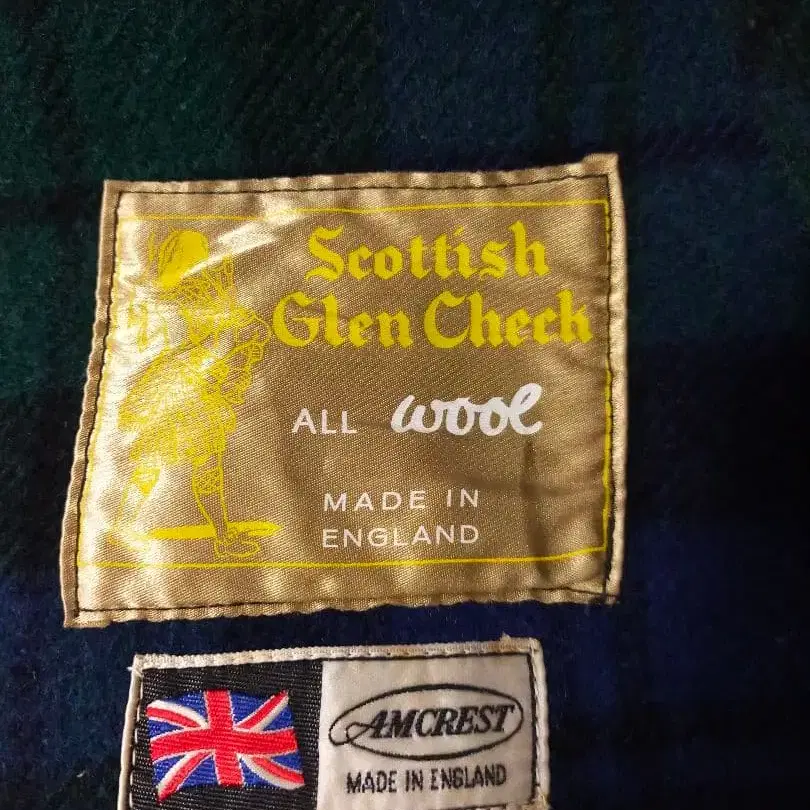 Scottish
Glen Check
ALL wool
MADE IN
ENGLAND
AMCREST
MADE IN ENGLAND